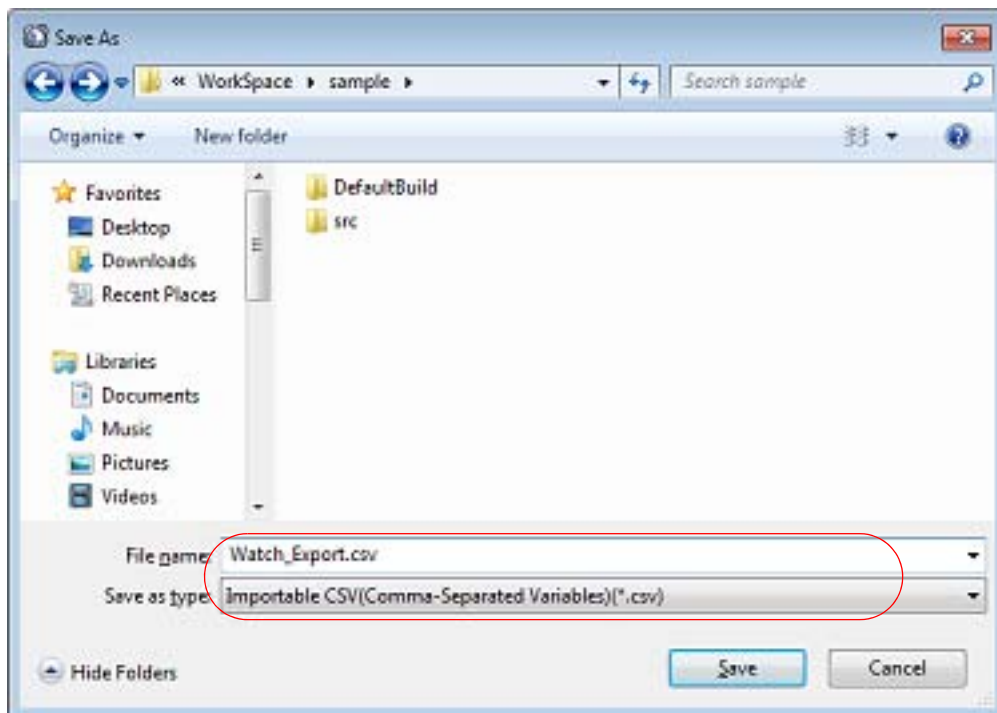 Save As
« WorkSpace ▸ sample ▸
Search sample
Organize ▾ New folder
Favorites
Desktop
Downloads
Recent Places
Libraries
Documents
Music
Pictures
Videos
DefaultBuild
src
File name: Watch_Export.csv
Save as type: Importable CSV(Comma-Separated Variables)(*.csv)
Hide Folders
Save Cancel